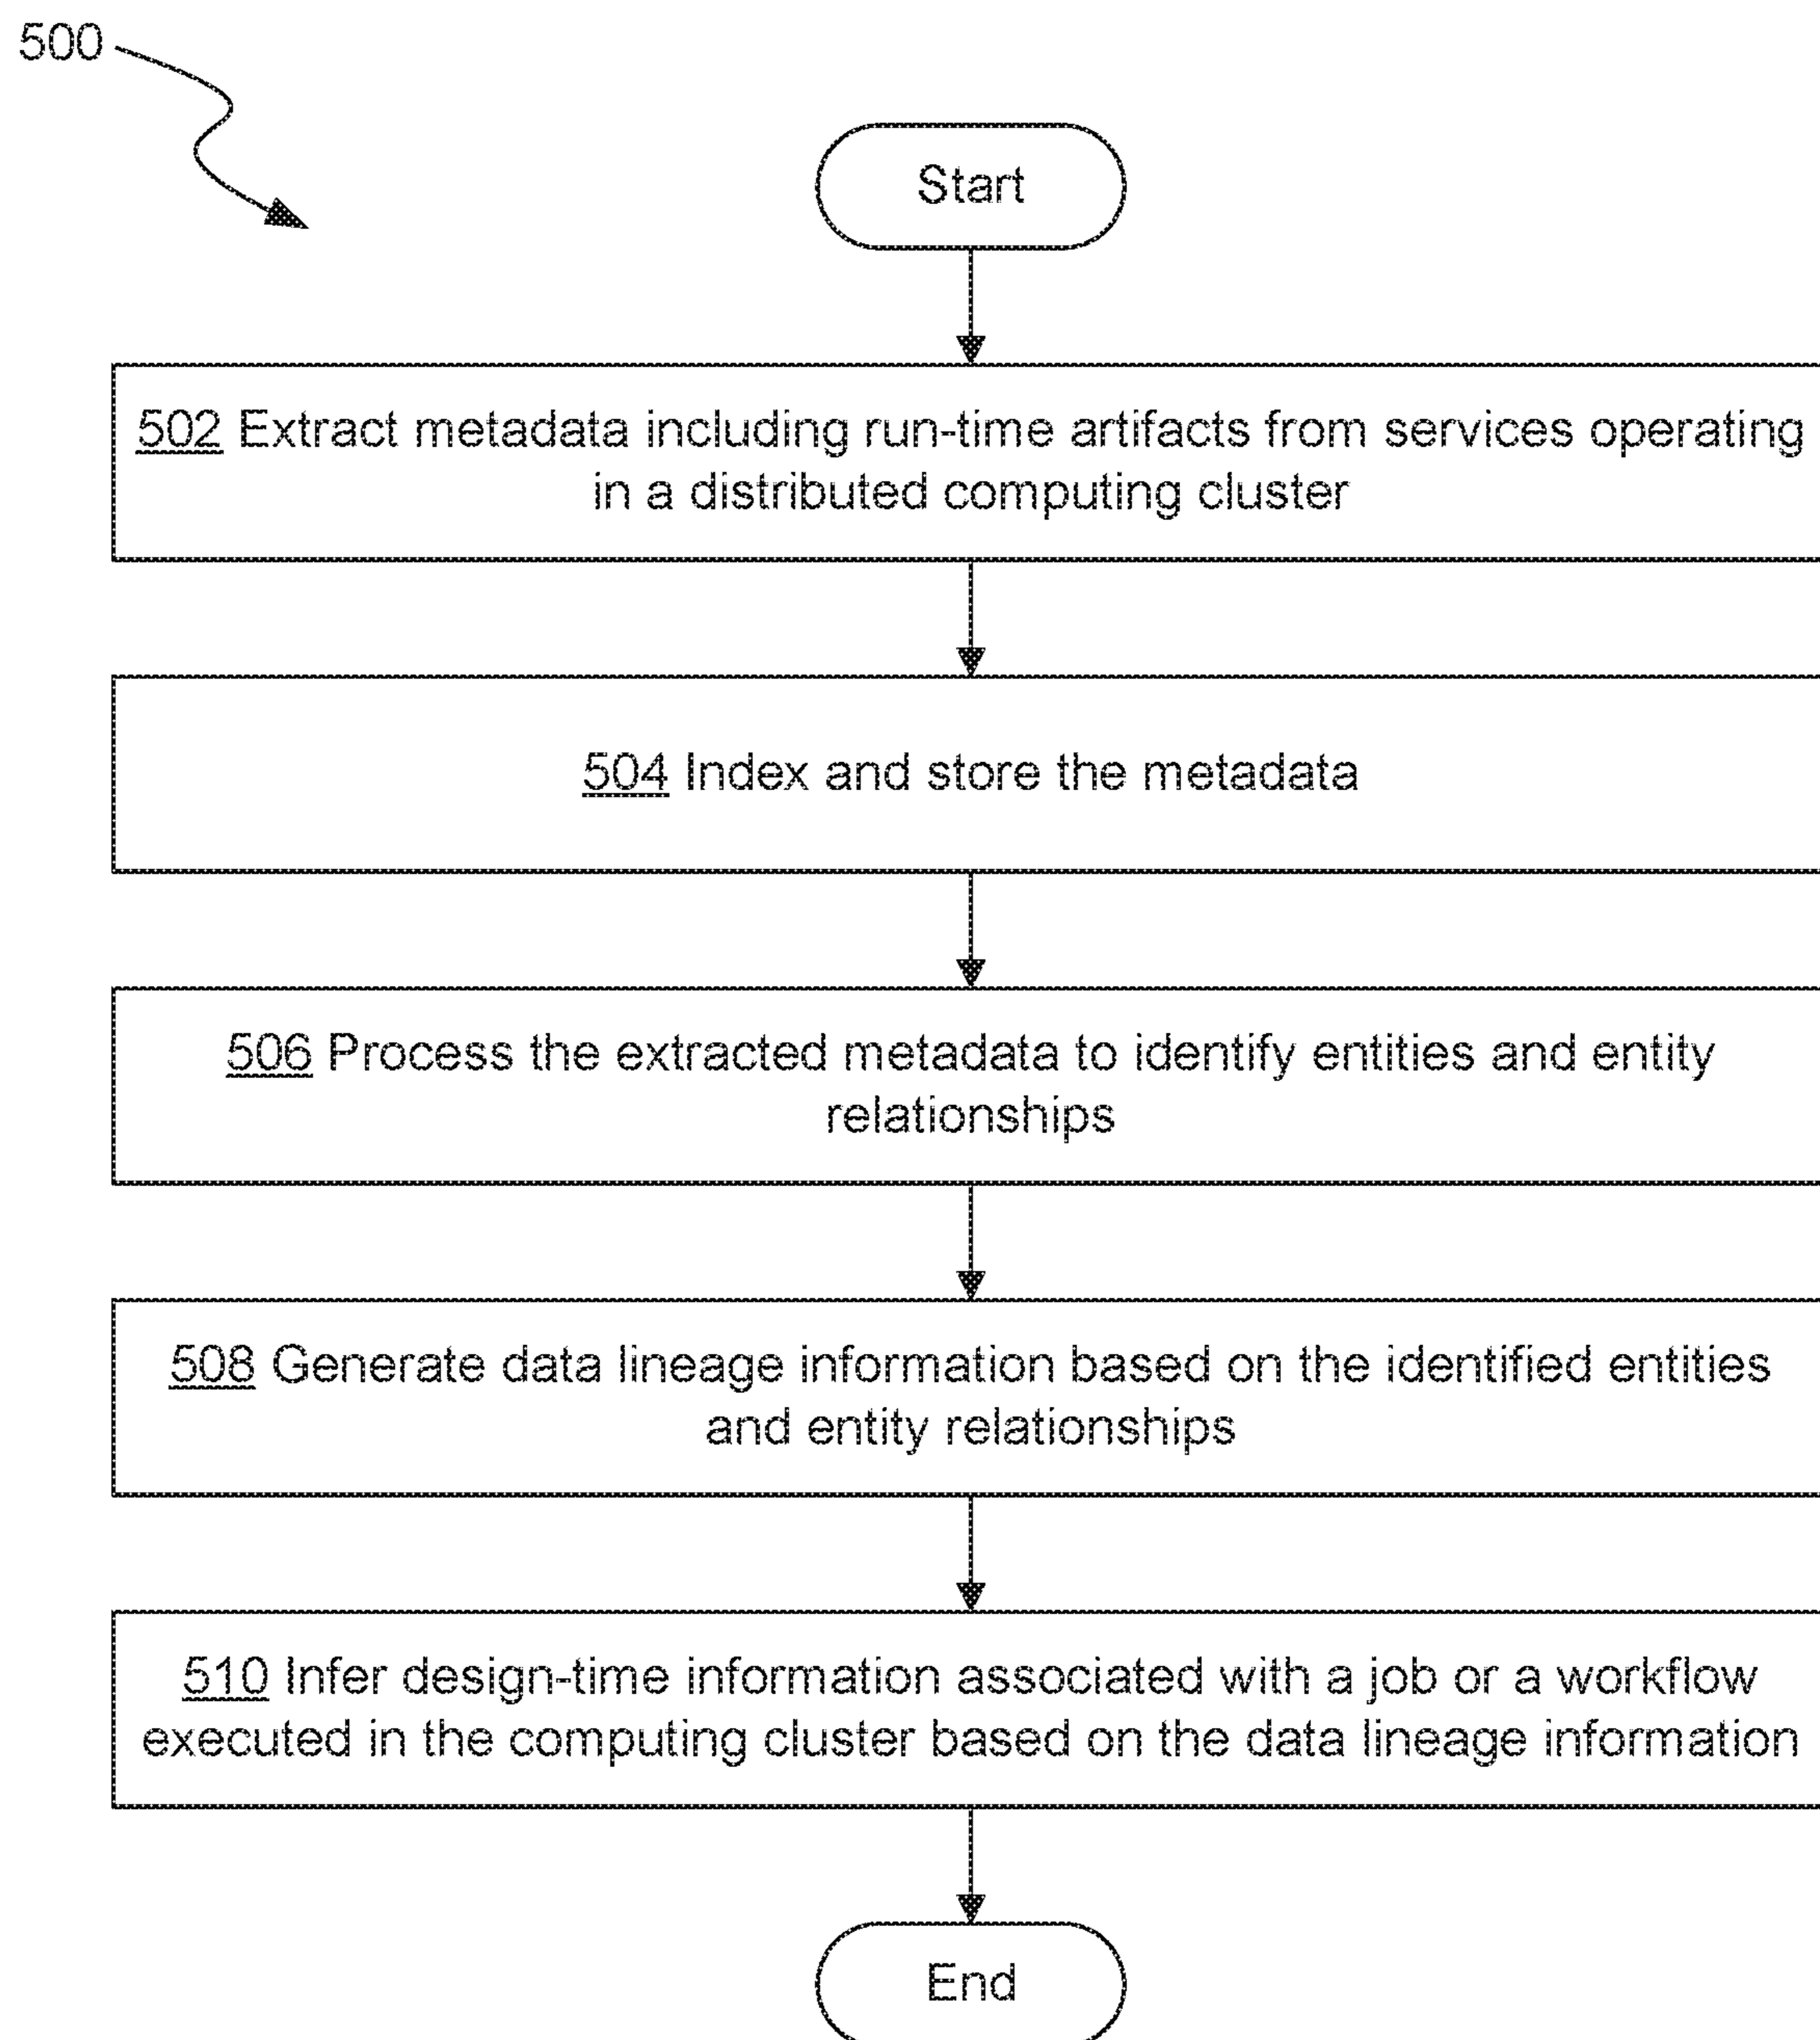 500
Start
502 Extract metadata including run-time artifacts from services operating
in a distributed computing cluster
504 Index and store the metadata
506 Process the extracted metadata to identify entities and entity
relationships
508 Generate data lineage information based on the identified entities
and entity relationships
510 Infer design-time information associated with a job or a workflow
executed in the computing cluster based on the data lineage information
End